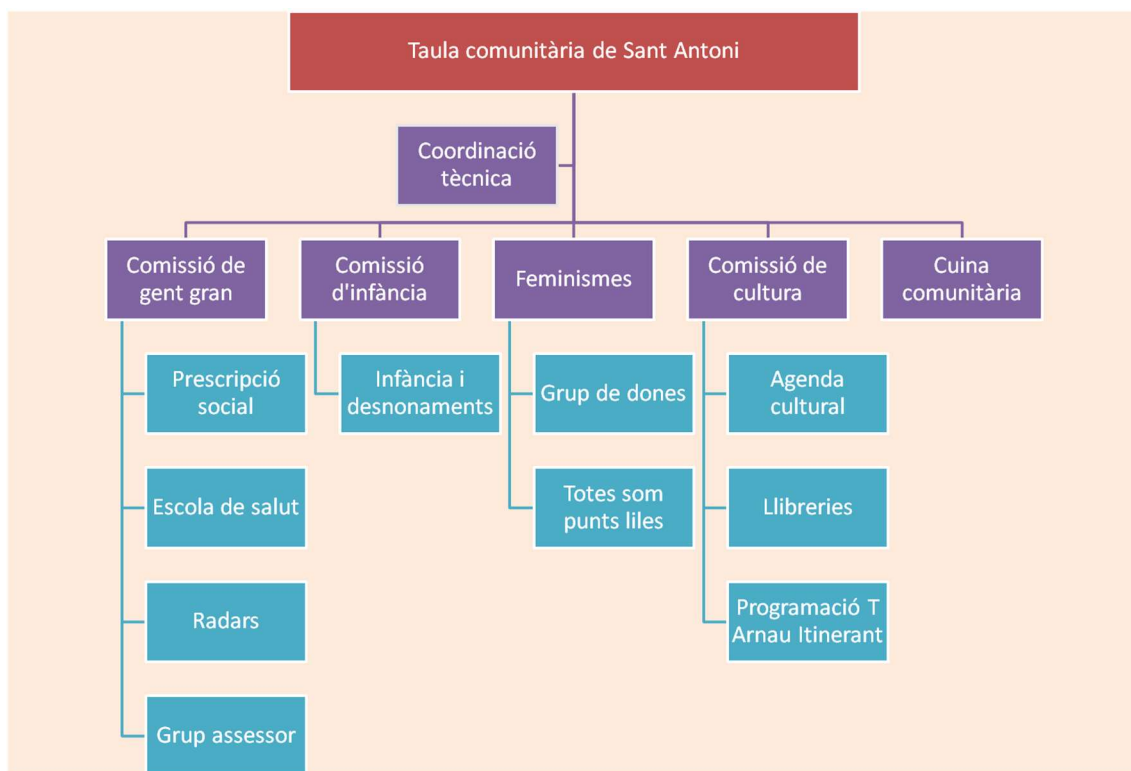 Taula comunitària de Sant Antoni
Coordinació
tècnica
Comissió de
gent gran
Comissió
d'infància
Feminismes
Comissió de
cultura
Cuina
comunitària
Prescripció
social
Escola de salut
Radars
Grup assessor
Infància i
desnonaments
Grup de dones
Totes som
punts liles
Agenda
cultural
Llibreries
Programació T
Arnau Itinerant